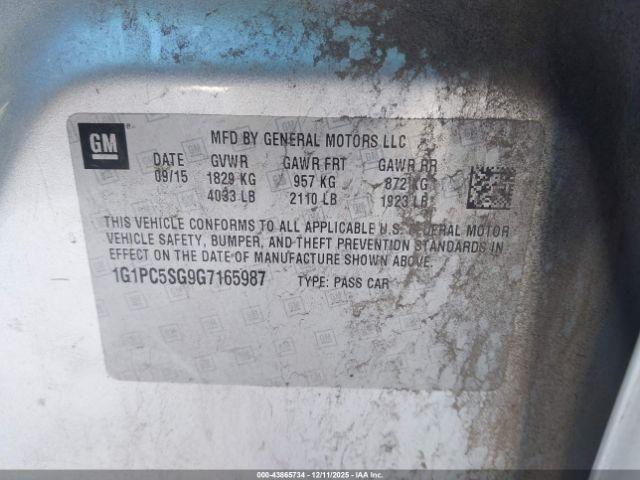 GM
MFD BY GENERAL MOTORS LLC
DATE GVWR GAWR FRT GAWR RR
09/15 1829 KG 957 KG 872 KG
4033 LB 2110 LB 1923 LB
THIS VEHICLE CONFORMS TO ALL APPLICABLE U.S. FEDERAL MOTOR
VEHICLE SAFETY, BUMPER, AND THEFT PREVENTION STANDARDS IN
EFFECT ON THE DATE OF MANUFACTURE SHOWN ABOVE.
1G1PC5SG9G7165987 TYPE: PASS CAR
000-43865734 - 12/11/2025 - IAAI.com